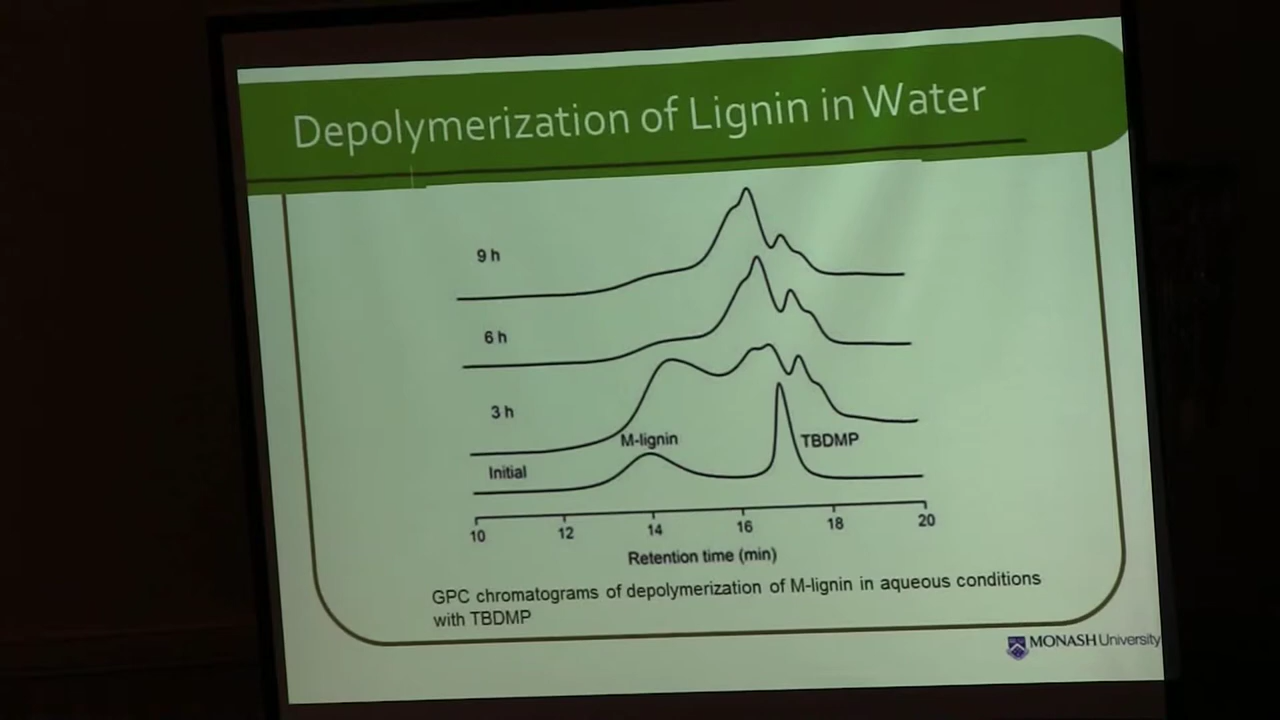 Depolymerization of Lignin in Water
9 h
6 h
3 h
M-lignin
TBDMP
Initial
10 12 14 16 18 20
Retention time (min)
GPC chromatograms of depolymerization of M-lignin in aqueous conditions
with TBDMP
MONASH University